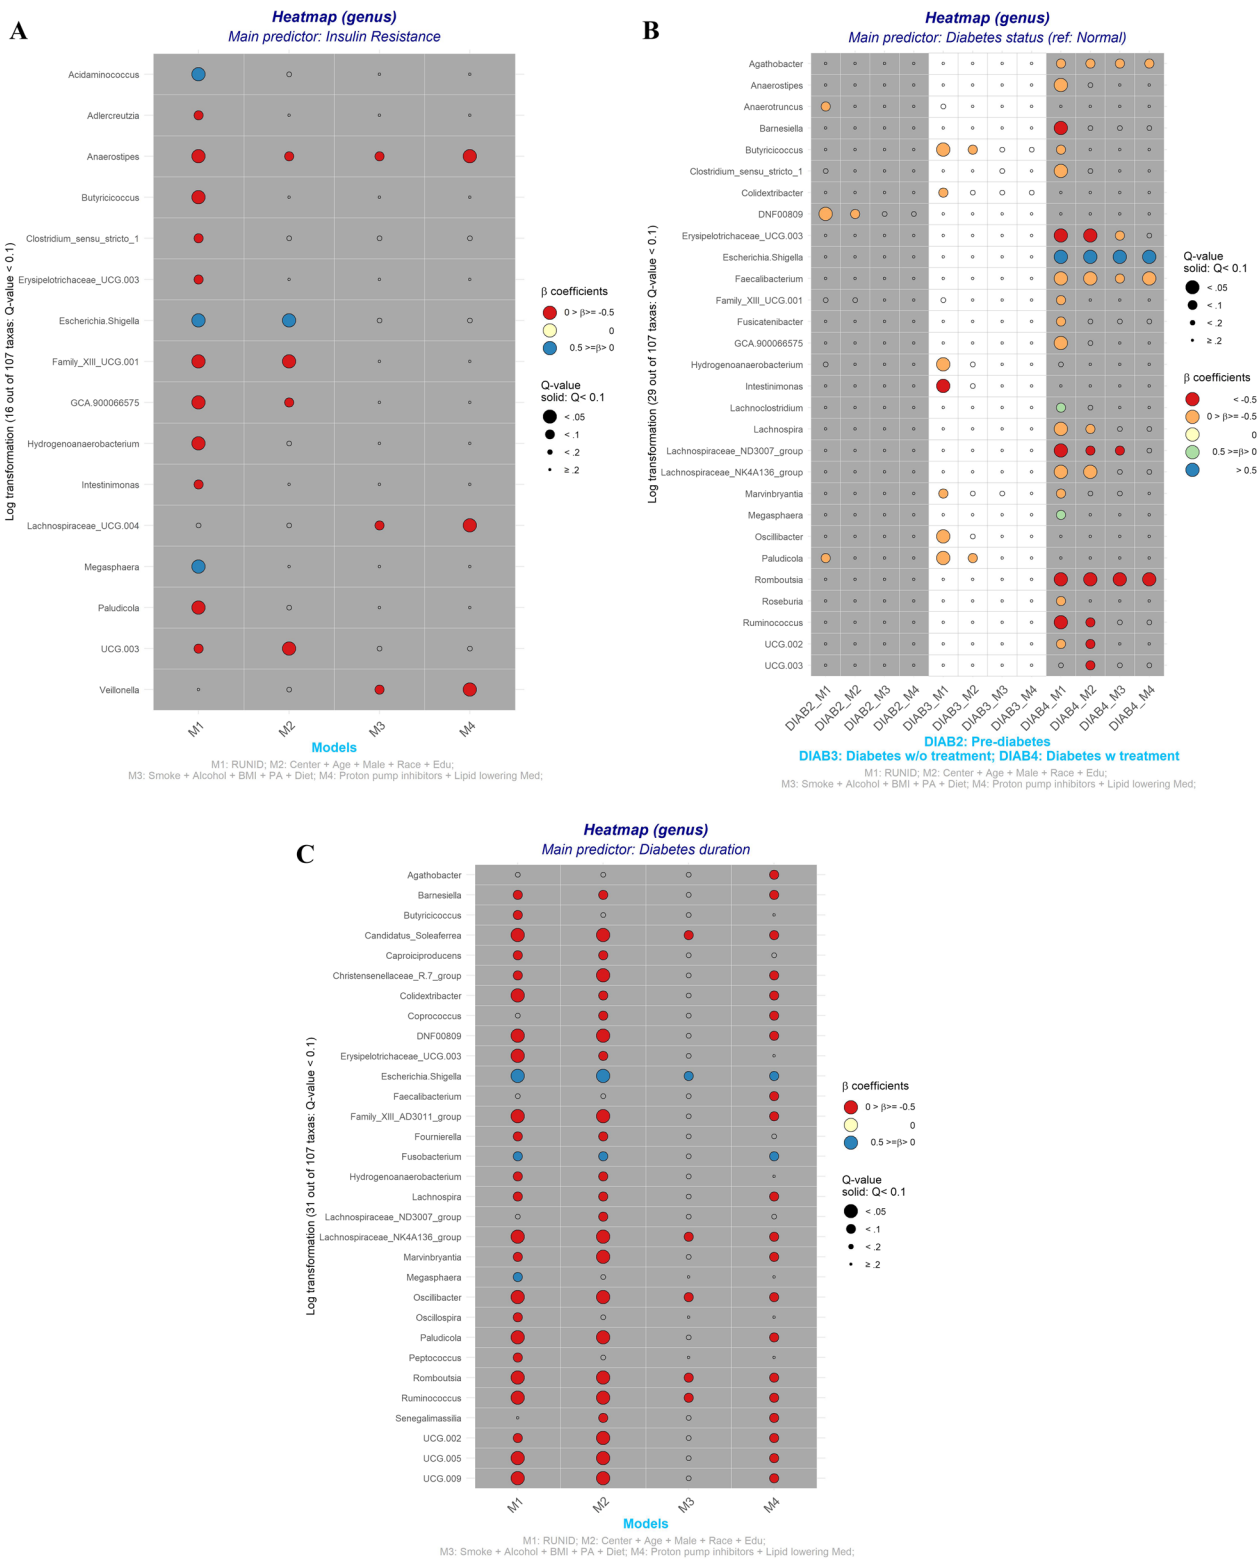 A
Heatmap (genus)
Main predictor: Insulin Resistance
Log transformation (16 out of 107 taxas: Q-value < 0.1)
Acidaminococcus
Adlercreutzia
Anaerostipes
Butyricicoccus
Clostridium_sensu_stricto_1
Erysipelotrichaceae_UCG.003
Escherichia.Shigella
Family_XIII_UCG.001
GCA.900066575
Hydrogenoanaerobacterium
Intestinimonas
Lachnospiraceae_UCG.004
Megasphaera
Paludicola
UCG.003
Veillonella
M1 M2 M3 M4
Models
M1: RUNID; M2: Center + Age + Male + Race + Edu;
M3: Smoke + Alcohol + BMI + PA + Diet; M4: Proton pump inhibitors + Lipid lowering Med;
β coefficients
0 > β>= -0.5
0
0.5 >=β> 0
Q-value
solid: Q< 0.1
< .05
< .1
< .2
≥ .2
B
Heatmap (genus)
Main predictor: Diabetes status (ref: Normal)
Log transformation (29 out of 107 taxas: Q-value < 0.1)
Agathobacter
Anaerostipes
Anaerotruncus
Barnesiella
Butyricicoccus
Clostridium_sensu_stricto_1
Colidextribacter
DNF00809
Erysipelotrichaceae_UCG.003
Escherichia.Shigella
Faecalibacterium
Family_XIII_UCG.001
Fusicatenibacter
GCA.900066575
Hydrogenoanaerobacterium
Intestinimonas
Lachnoclostridium
Lachnospira
Lachnospiraceae_ND3007_group
Lachnospiraceae_NK4A136_group
Marvinbryantia
Megasphaera
Oscillibacter
Paludicola
Romboutsia
Roseburia
Ruminococcus
UCG.002
UCG.003
DIAB2_M1 DIAB2_M2 DIAB2_M3 DIAB2_M4 DIAB3_M1 DIAB3_M2 DIAB3_M3 DIAB3_M4 DIAB4_M1 DIAB4_M2 DIAB4_M3 DIAB4_M4
DIAB2: Pre-diabetes
DIAB3: Diabetes w/o treatment; DIAB4: Diabetes w treatment
M1: RUNID; M2: Center + Age + Male + Race + Edu;
M3: Smoke + Alcohol + BMI + PA + Diet; M4: Proton pump inhibitors + Lipid lowering Med;
Q-value
solid: Q< 0.1
< .05
< .1
< .2
≥ .2
β coefficients
< -0.5
0 > β>= -0.5
0
0.5 >=β> 0
> 0.5
C
Heatmap (genus)
Main predictor: Diabetes duration
Log transformation (31 out of 107 taxas: Q-value < 0.1)
Agathobacter
Barnesiella
Butyricicoccus
Candidatus_Soleaferrea
Caproiciproducens
Christensenellaceae_R.7_group
Colidextribacter
Coprococcus
DNF00809
Erysipelotrichaceae_UCG.003
Escherichia.Shigella
Faecalibacterium
Family_XIII_AD3011_group
Fournierella
Fusobacterium
Hydrogenoanaerobacterium
Lachnospira
Lachnospiraceae_ND3007_group
Lachnospiraceae_NK4A136_group
Marvinbryantia
Megasphaera
Oscillibacter
Oscillospira
Paludicola
Peptococcus
Romboutsia
Ruminococcus
Senegalimassilia
UCG.002
UCG.005
UCG.009
M1 M2 M3 M4
Models
M1: RUNID; M2: Center + Age + Male + Race + Edu;
M3: Smoke + Alcohol + BMI + PA + Diet; M4: Proton pump inhibitors + Lipid lowering Med;
β coefficients
0 > β>= -0.5
0
0.5 >=β> 0
Q-value
solid: Q< 0.1
< .05
< .1
< .2
≥ .2